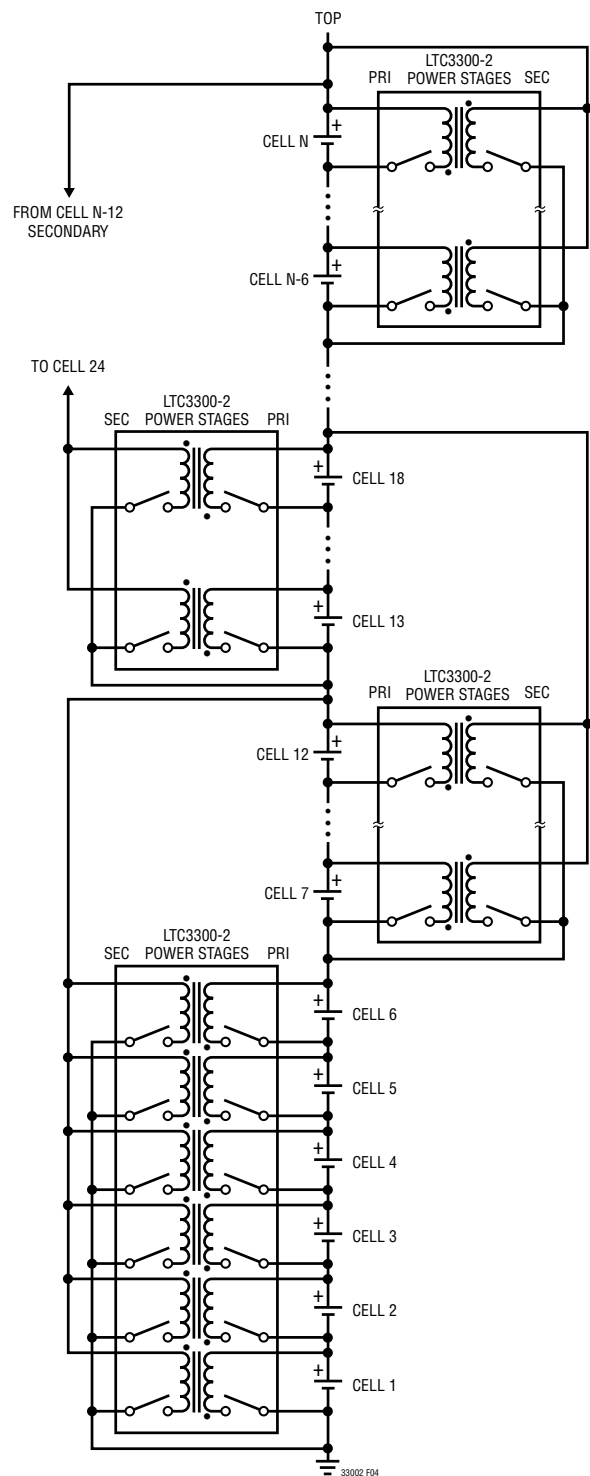 TOP
LTC3300-2
PRI POWER STAGES SEC
+
CELL N
FROM CELL N-12
SECONDARY
+
CELL N-6
TO CELL 24
LTC3300-2
SEC POWER STAGES PRI
+
CELL 18
+
CELL 13
LTC3300-2
PRI POWER STAGES SEC
+
CELL 12
+
CELL 7
LTC3300-2
SEC POWER STAGES PRI
+
CELL 6
+
CELL 5
+
CELL 4
+
CELL 3
+
CELL 2
+
CELL 1
33002 F04